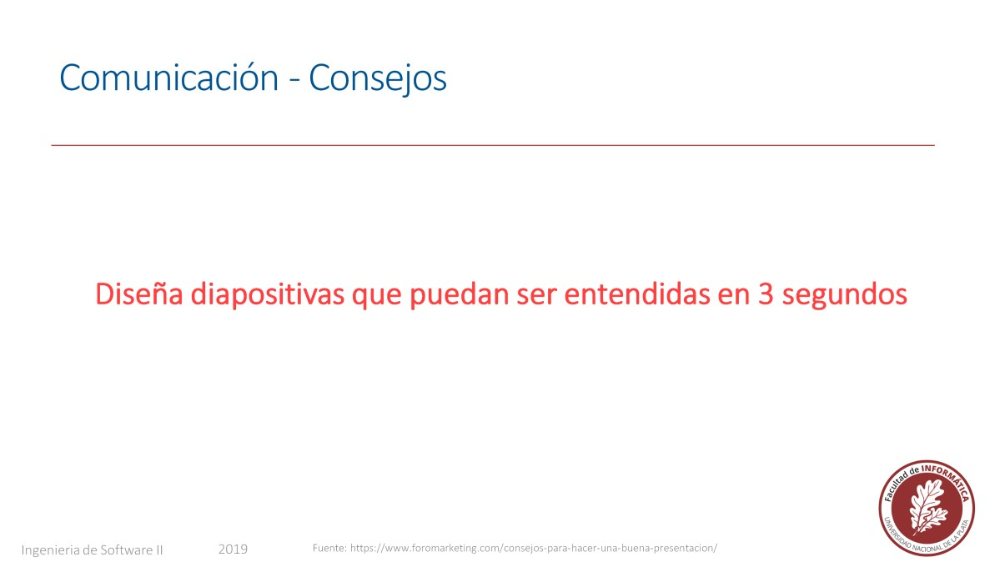 Comunicación - Consejos
Diseña diapositivas que puedan ser entendidas en 3 segundos
Facultad de INFORMÁTICA
UNIVERSIDAD NACIONAL DE LA PLATA
Ingenieria de Software II
2019
Fuente: https://www.foromarketing.com/consejos-para-hacer-una-buena-presentacion/